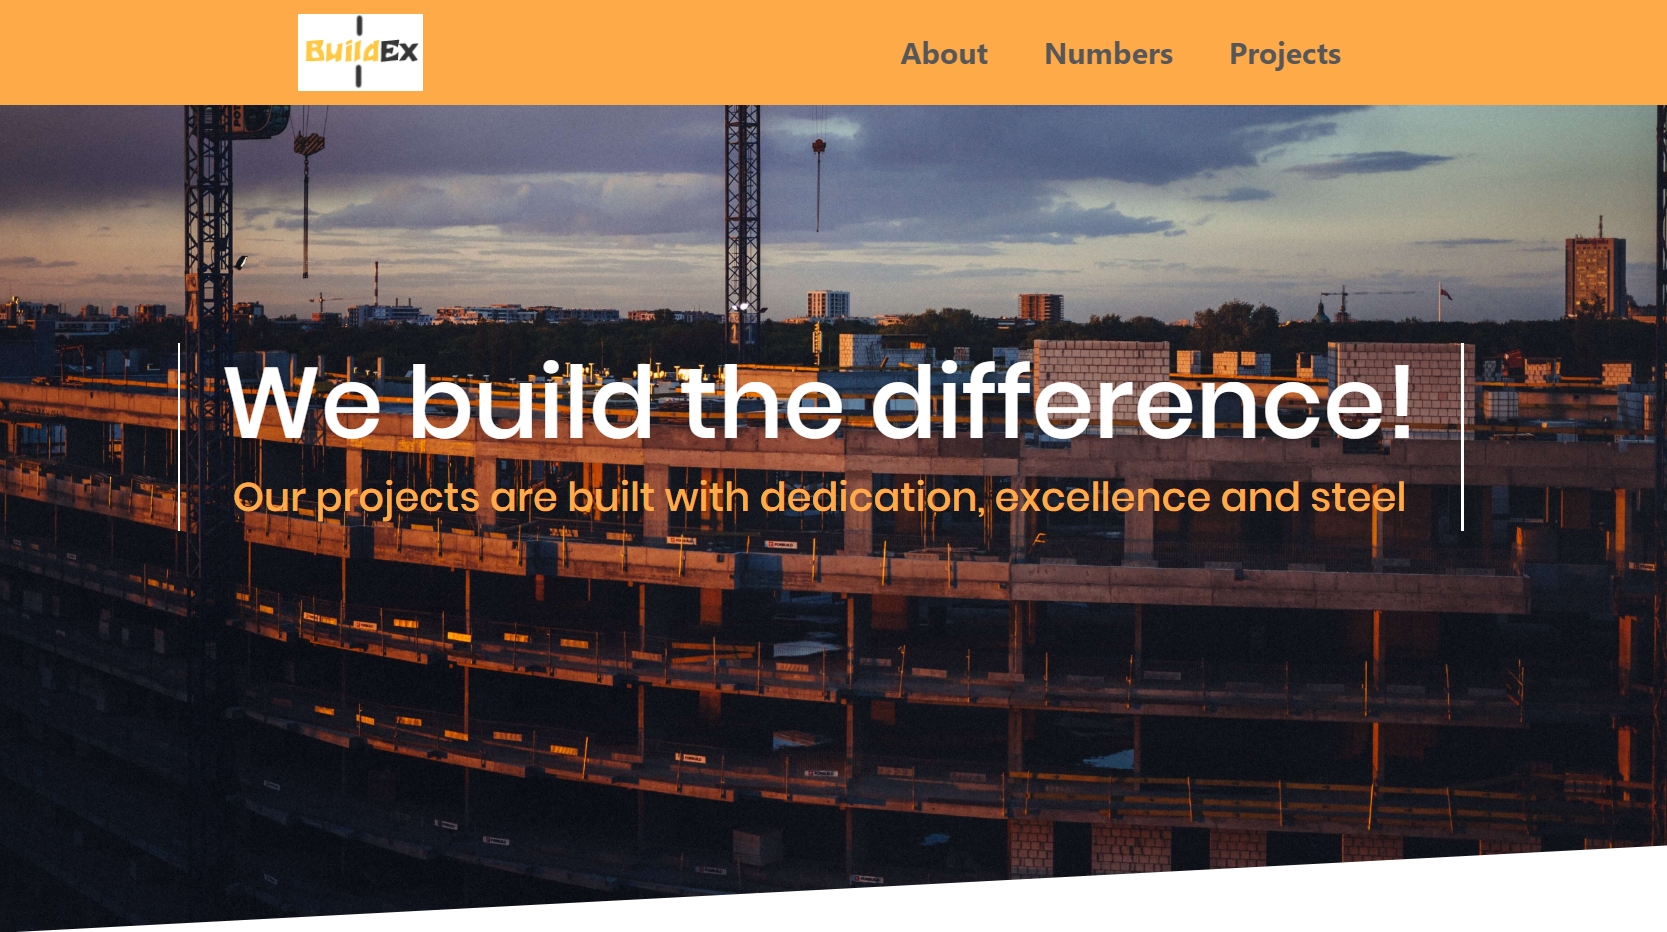 BuildEx
About Numbers Projects
We build the difference!
Our projects are built with dedication, excellence and steel